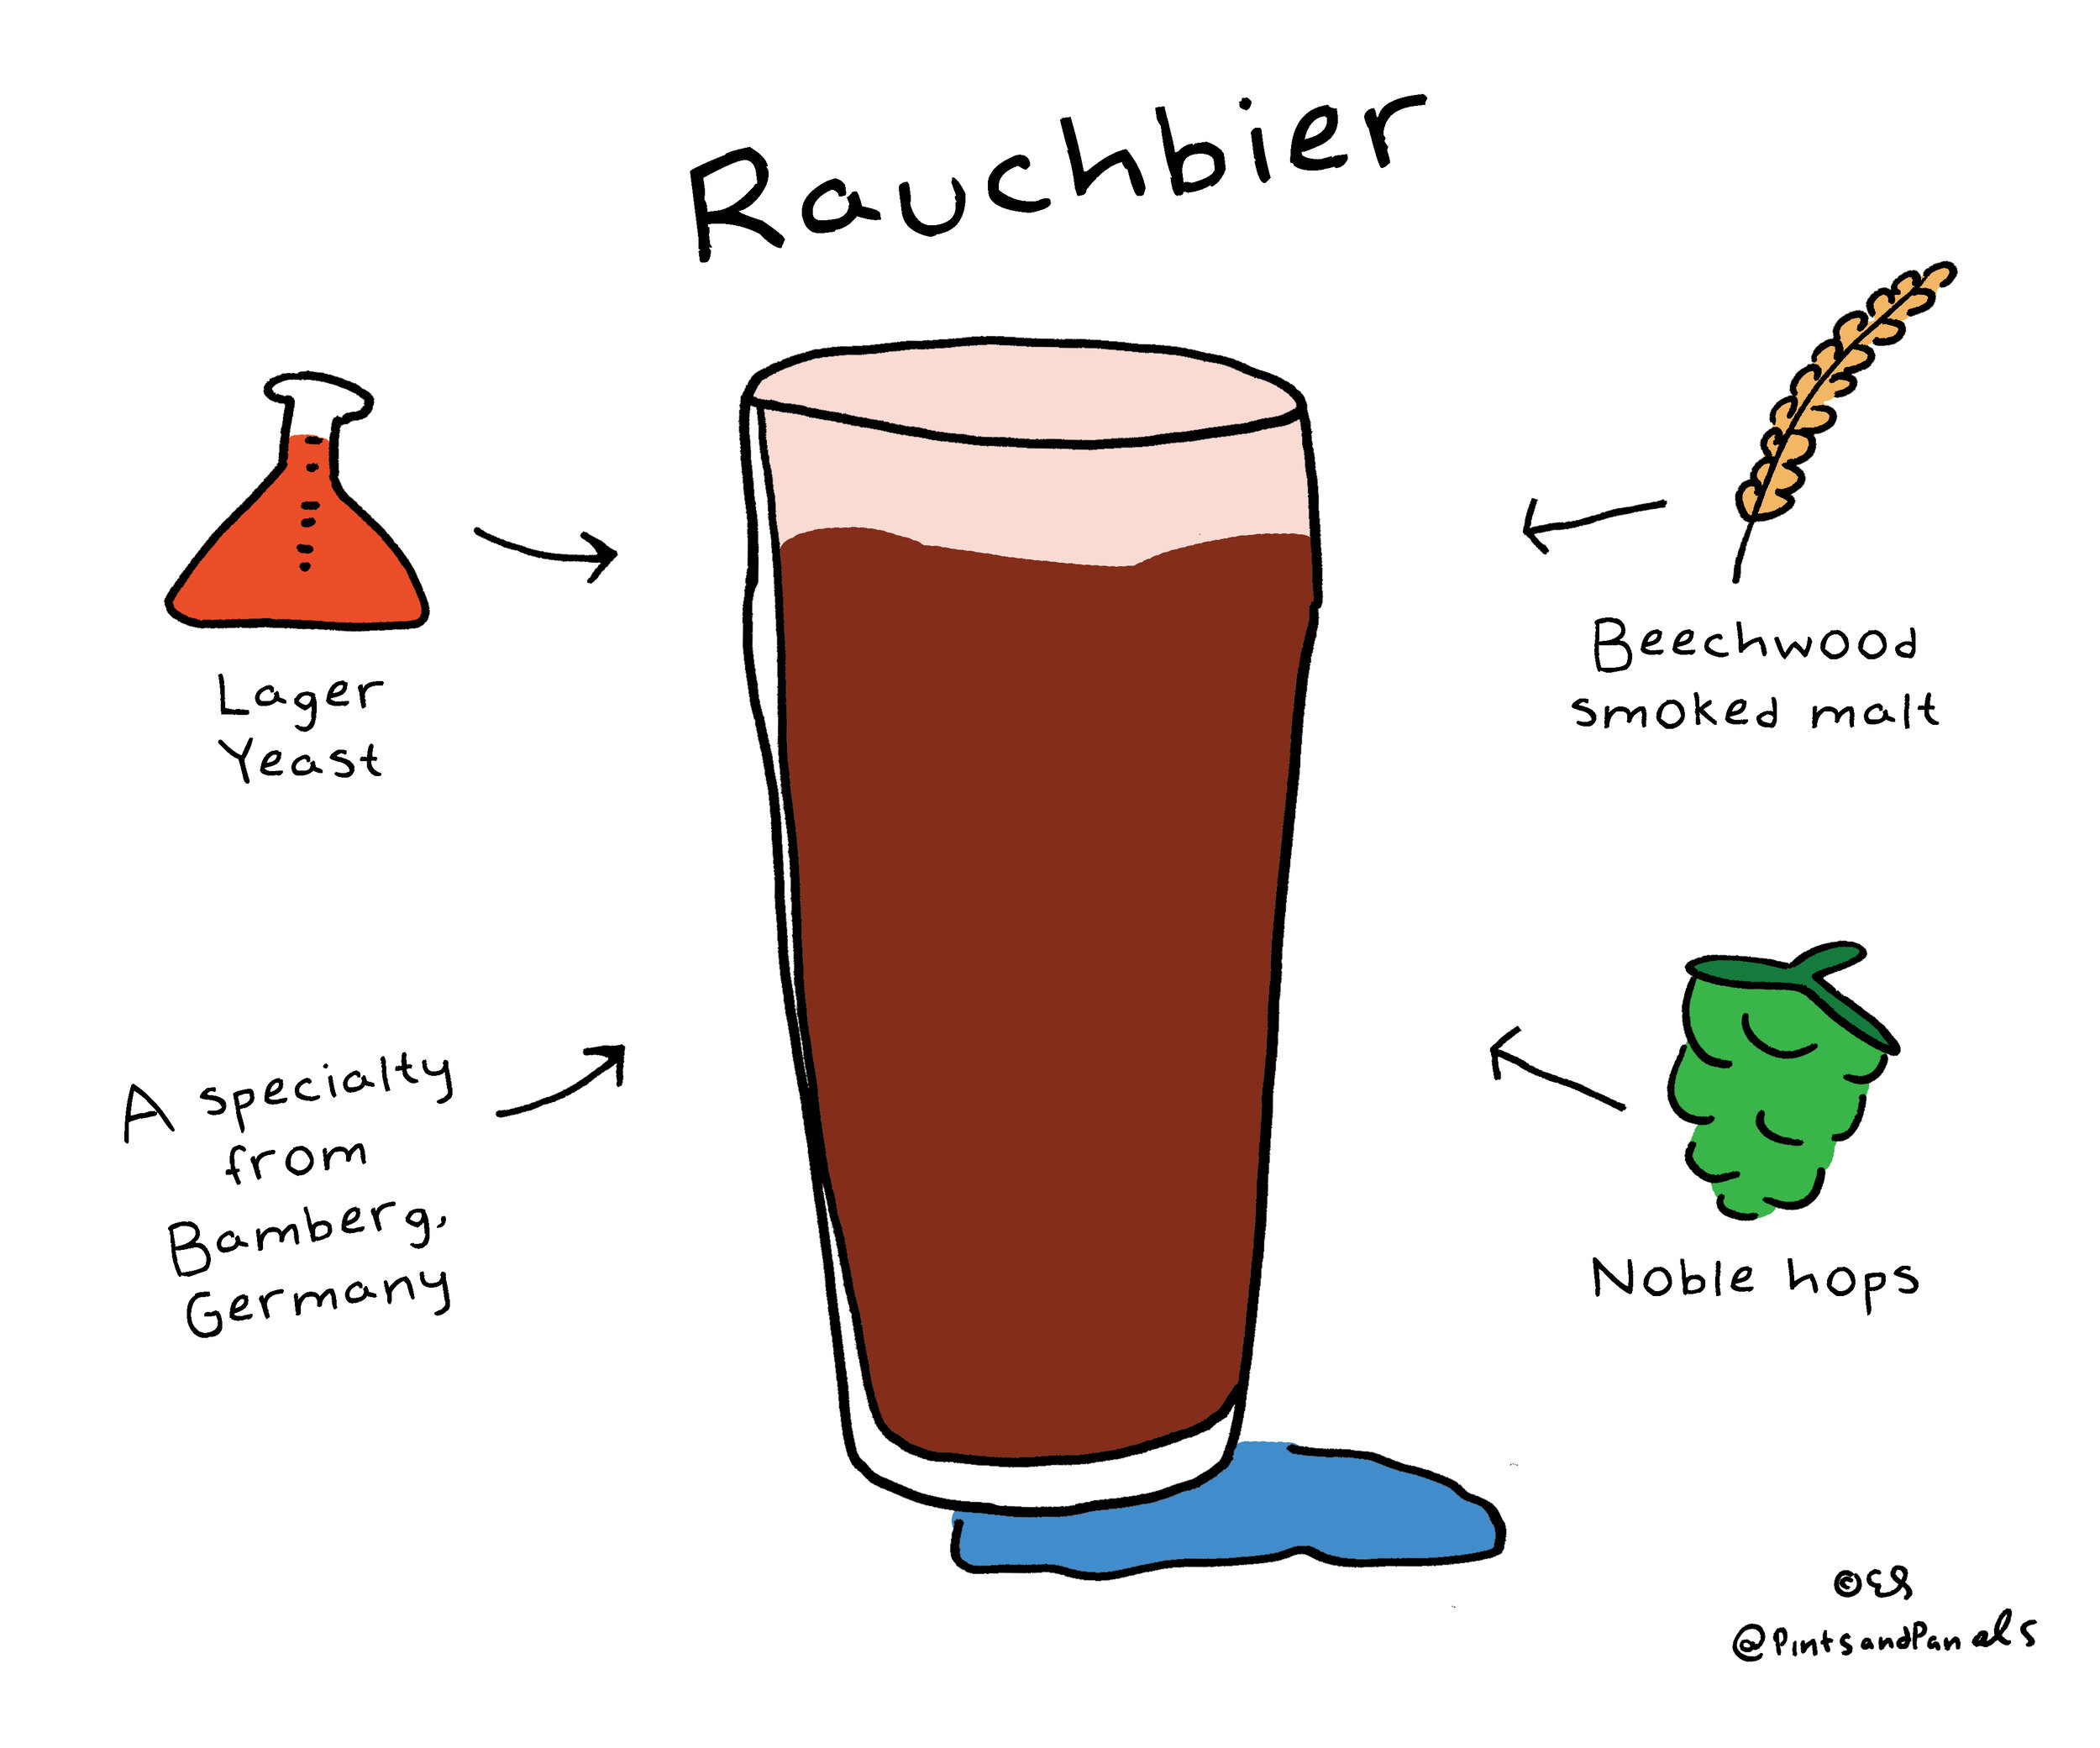 Rauchbier
Lager
Yeast
Beechwood
smoked malt
A specialty
from
Bamberg,
Germany
Noble hops
©ES
@PintsandPanels